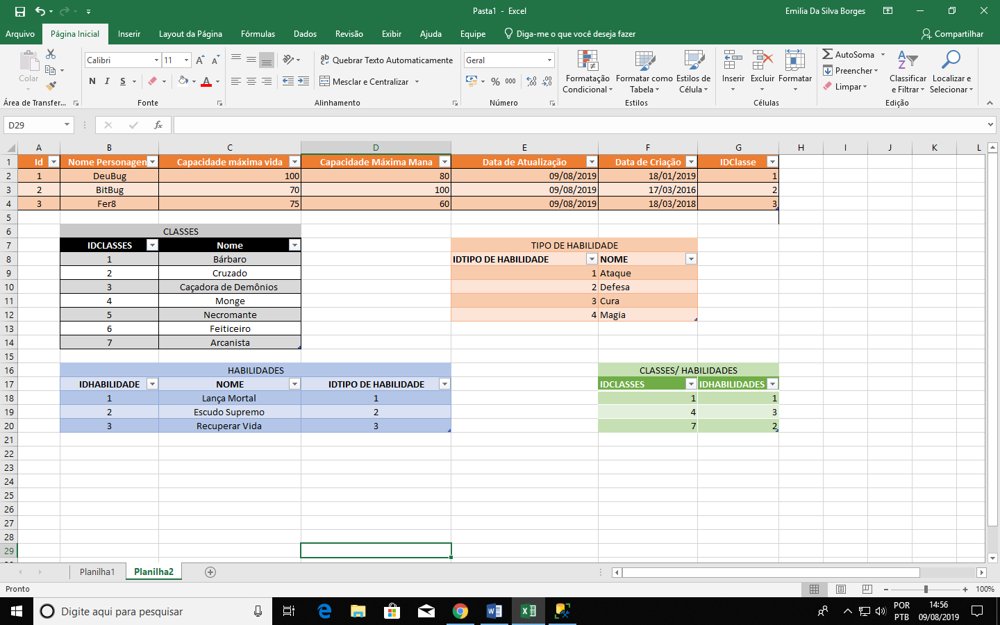 Pasta1 - Excel
Emilia Da Silva Borges
Arquivo Página Inicial Inserir Layout da Página Fórmulas Dados Revisão Exibir Ajuda Equipe Diga-me o que você deseja fazer Compartilhar
Colar
Calibri 11
N I S
Quebrar Texto Automaticamente
Mesclar e Centralizar
Geral
% 000
Formatação Condicional
Formatar como Tabela
Estilos de Célula
Inserir Excluir Formatar
AutoSoma
Preencher
Limpar
Classificar e Filtrar
Localizar e Selecionar
Área de Transfer... Fonte Alinhamento Número Estilos Células Edição
D29 fx
A B C D E F G H I J K L
1 Id Nome Personagen Capacidade máxima vida Capacidade Máxima Mana Data de Atualização Data de Criação IDClasse
2 1 DeuBug 100 80 09/08/2019 18/01/2019 1
3 2 BitBug 70 100 09/08/2019 17/03/2016 2
4 3 Fer8 75 60 09/08/2019 18/03/2018 3
5
6 CLASSES
7 IDCLASSES Nome TIPO DE HABILIDADE
8 1 Bárbaro IDTIPO DE HABILIDADE NOME
9 2 Cruzado 1 Ataque
10 3 Caçadora de Demônios 2 Defesa
11 4 Monge 3 Cura
12 5 Necromante 4 Magia
13 6 Feiticeiro
14 7 Arcanista
15
16 HABILIDADES CLASSES/ HABILIDADES
17 IDHABILIDADE NOME IDTIPO DE HABILIDADE IDCLASSES IDHABILIDADES
18 1 Lança Mortal 1 1 1
19 2 Escudo Supremo 2 4 3
20 3 Recuperar Vida 3 7 2
21
22
23
24
25
26
27
28
29
Planilha1 Planilha2
Pronto 100%
Digite aqui para pesquisar
POR 14:56
PTB 09/08/2019